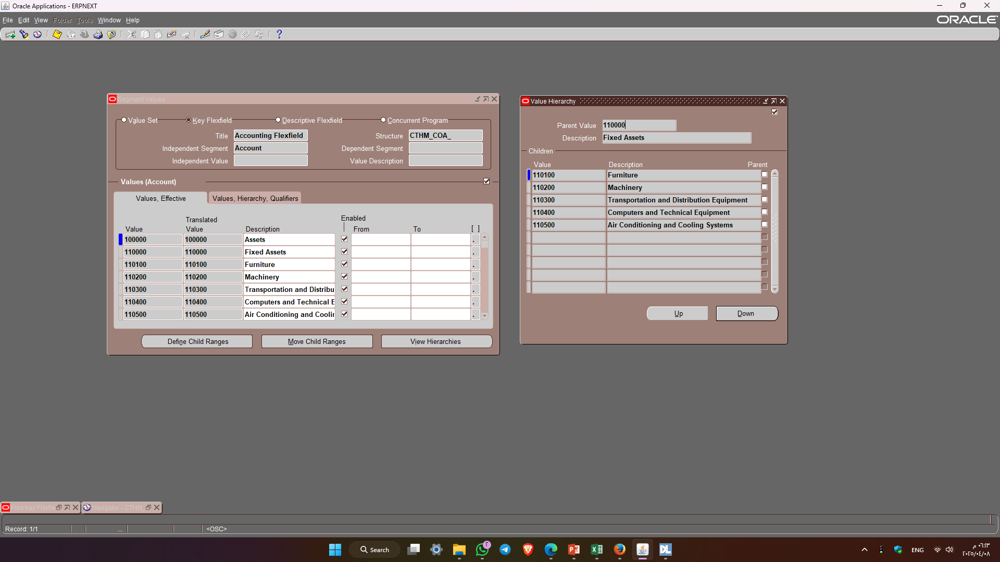 Oracle Applications - ERPNEXT
File Edit View Folder Tools Window Help
ORACLE
Segment Values
Value Set Key Flexfield Descriptive Flexfield Concurrent Program
Title Accounting Flexfield Structure CTHM_COA_
Independent Segment Account Dependent Segment
Independent Value Value Description
Values (Account)
Values, Effective Values, Hierarchy, Qualifiers
Translated Enabled
Value Value Description From To [ ]
100000 100000 Assets
110000 110000 Fixed Assets
110100 110100 Furniture
110200 110200 Machinery
110300 110300 Transportation and Distribu
110400 110400 Computers and Technical E
110500 110500 Air Conditioning and Coolin
Define Child Ranges Move Child Ranges View Hierarchies
Value Hierarchy
Parent Value 110000
Description Fixed Assets
Children
Value Description Parent
110100 Furniture
110200 Machinery
110300 Transportation and Distribution Equipment
110400 Computers and Technical Equipment
110500 Air Conditioning and Cooling Systems
Up Down
Find Key Flexfie Navigator - CTHM_
Record: 1/1 ... <OSC>
Search
٢
DL
ENG
٠٦:١٣ م
٢٠٢٥/٠٤/٠٨